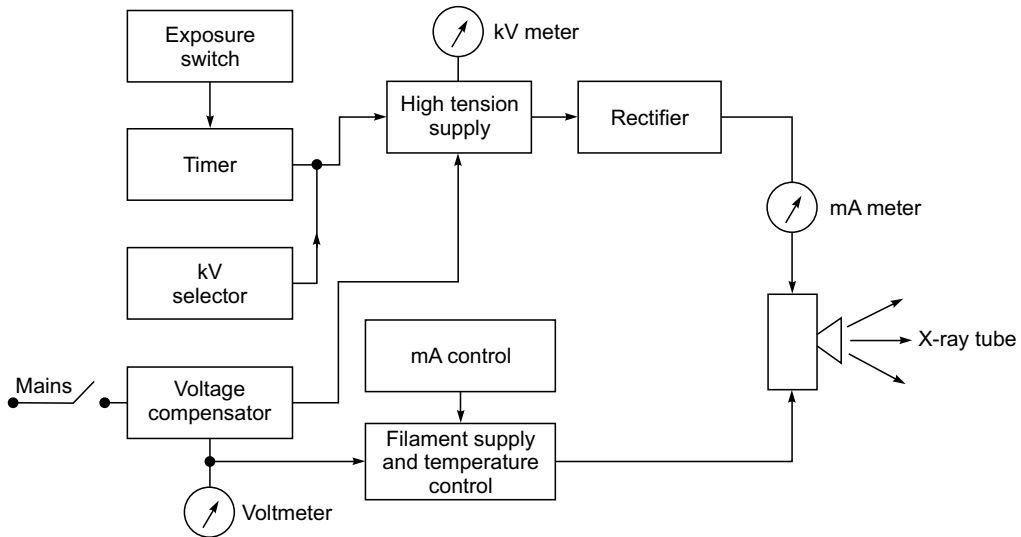 Exposure
switch
kV meter
High tension
supply
Rectifier
Timer
mA meter
kV
selector
mA control
X-ray tube
Mains
Voltage
compensator
Filament supply
and temperature
control
Voltmeter